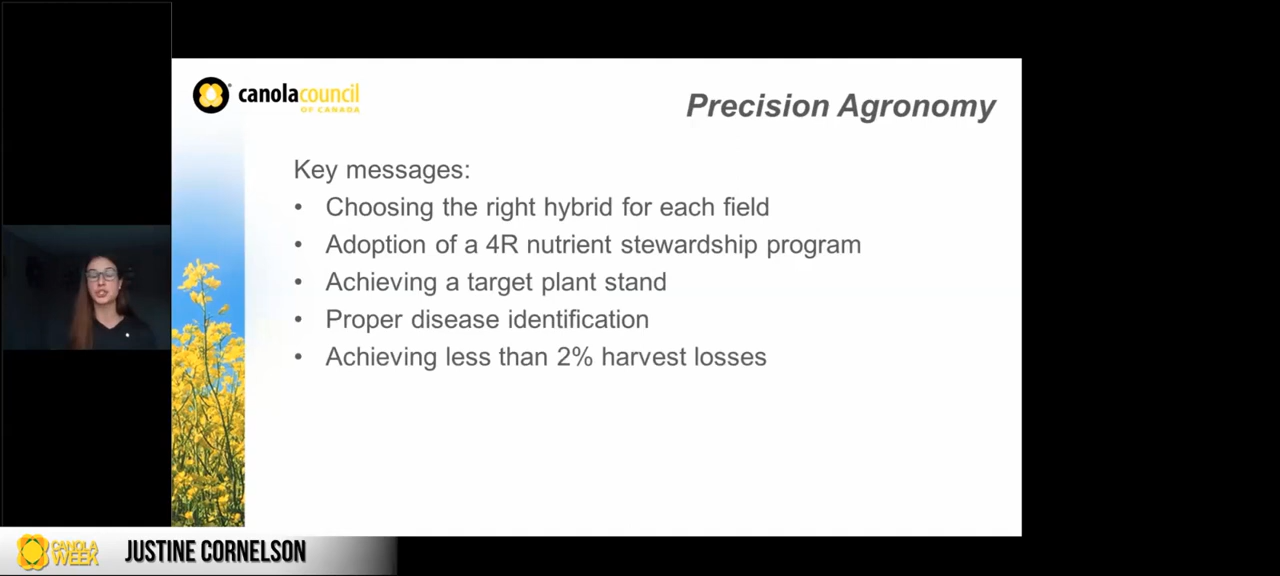 canolacouncil
OF CANADA
Precision Agronomy
Key messages:
• Choosing the right hybrid for each field
• Adoption of a 4R nutrient stewardship program
• Achieving a target plant stand
• Proper disease identification
• Achieving less than 2% harvest losses
CANOLA
WEEK
JUSTINE CORNELSON